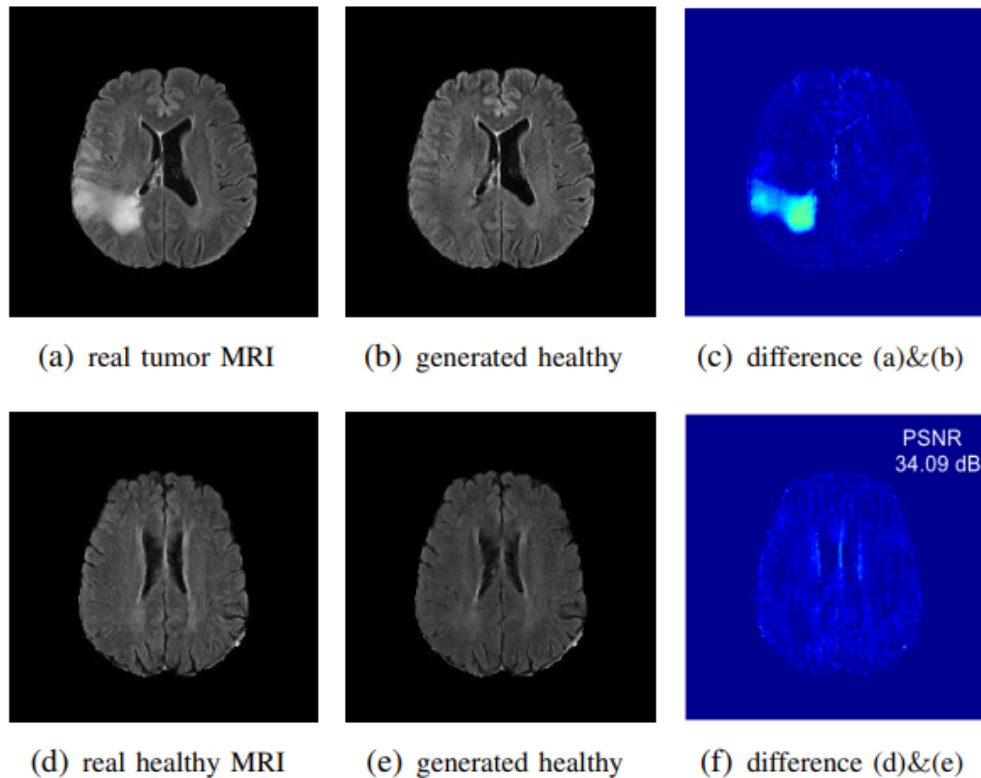 (a) real tumor MRI
(b) generated healthy
(c) difference (a)&(b)
PSNR
34.09 dB
(d) real healthy MRI
(e) generated healthy
(f) difference (d)&(e)